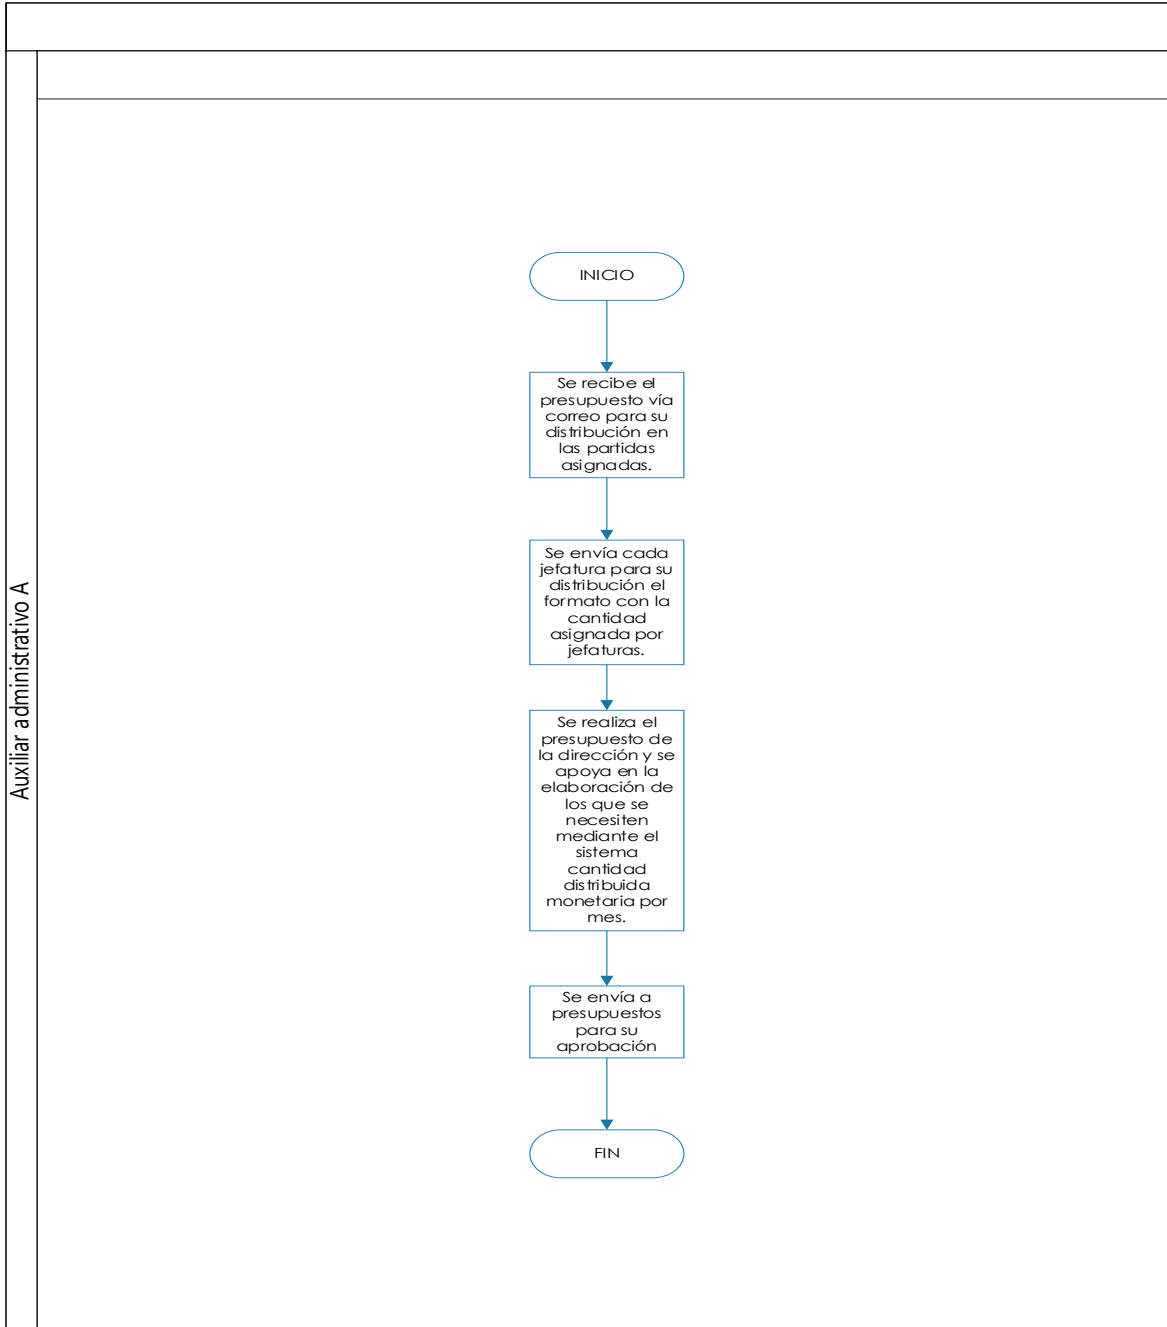 INICIO
Se recibe el
presupuesto vía
correo para su
distribución en
las partidas
asignadas.
Se envía cada
jefatura para su
distribución el
formato con la
cantidad
asignada por
jefaturas.
Auxiliar administrativo A
Se realiza el
presupuesto de
la dirección y se
apoya en la
elaboración de
los que se
necesiten
mediante el
sistema
cantidad
distribuida
monetaria por
mes.
Se envía a
presupuestos
para su
aprobación
FIN